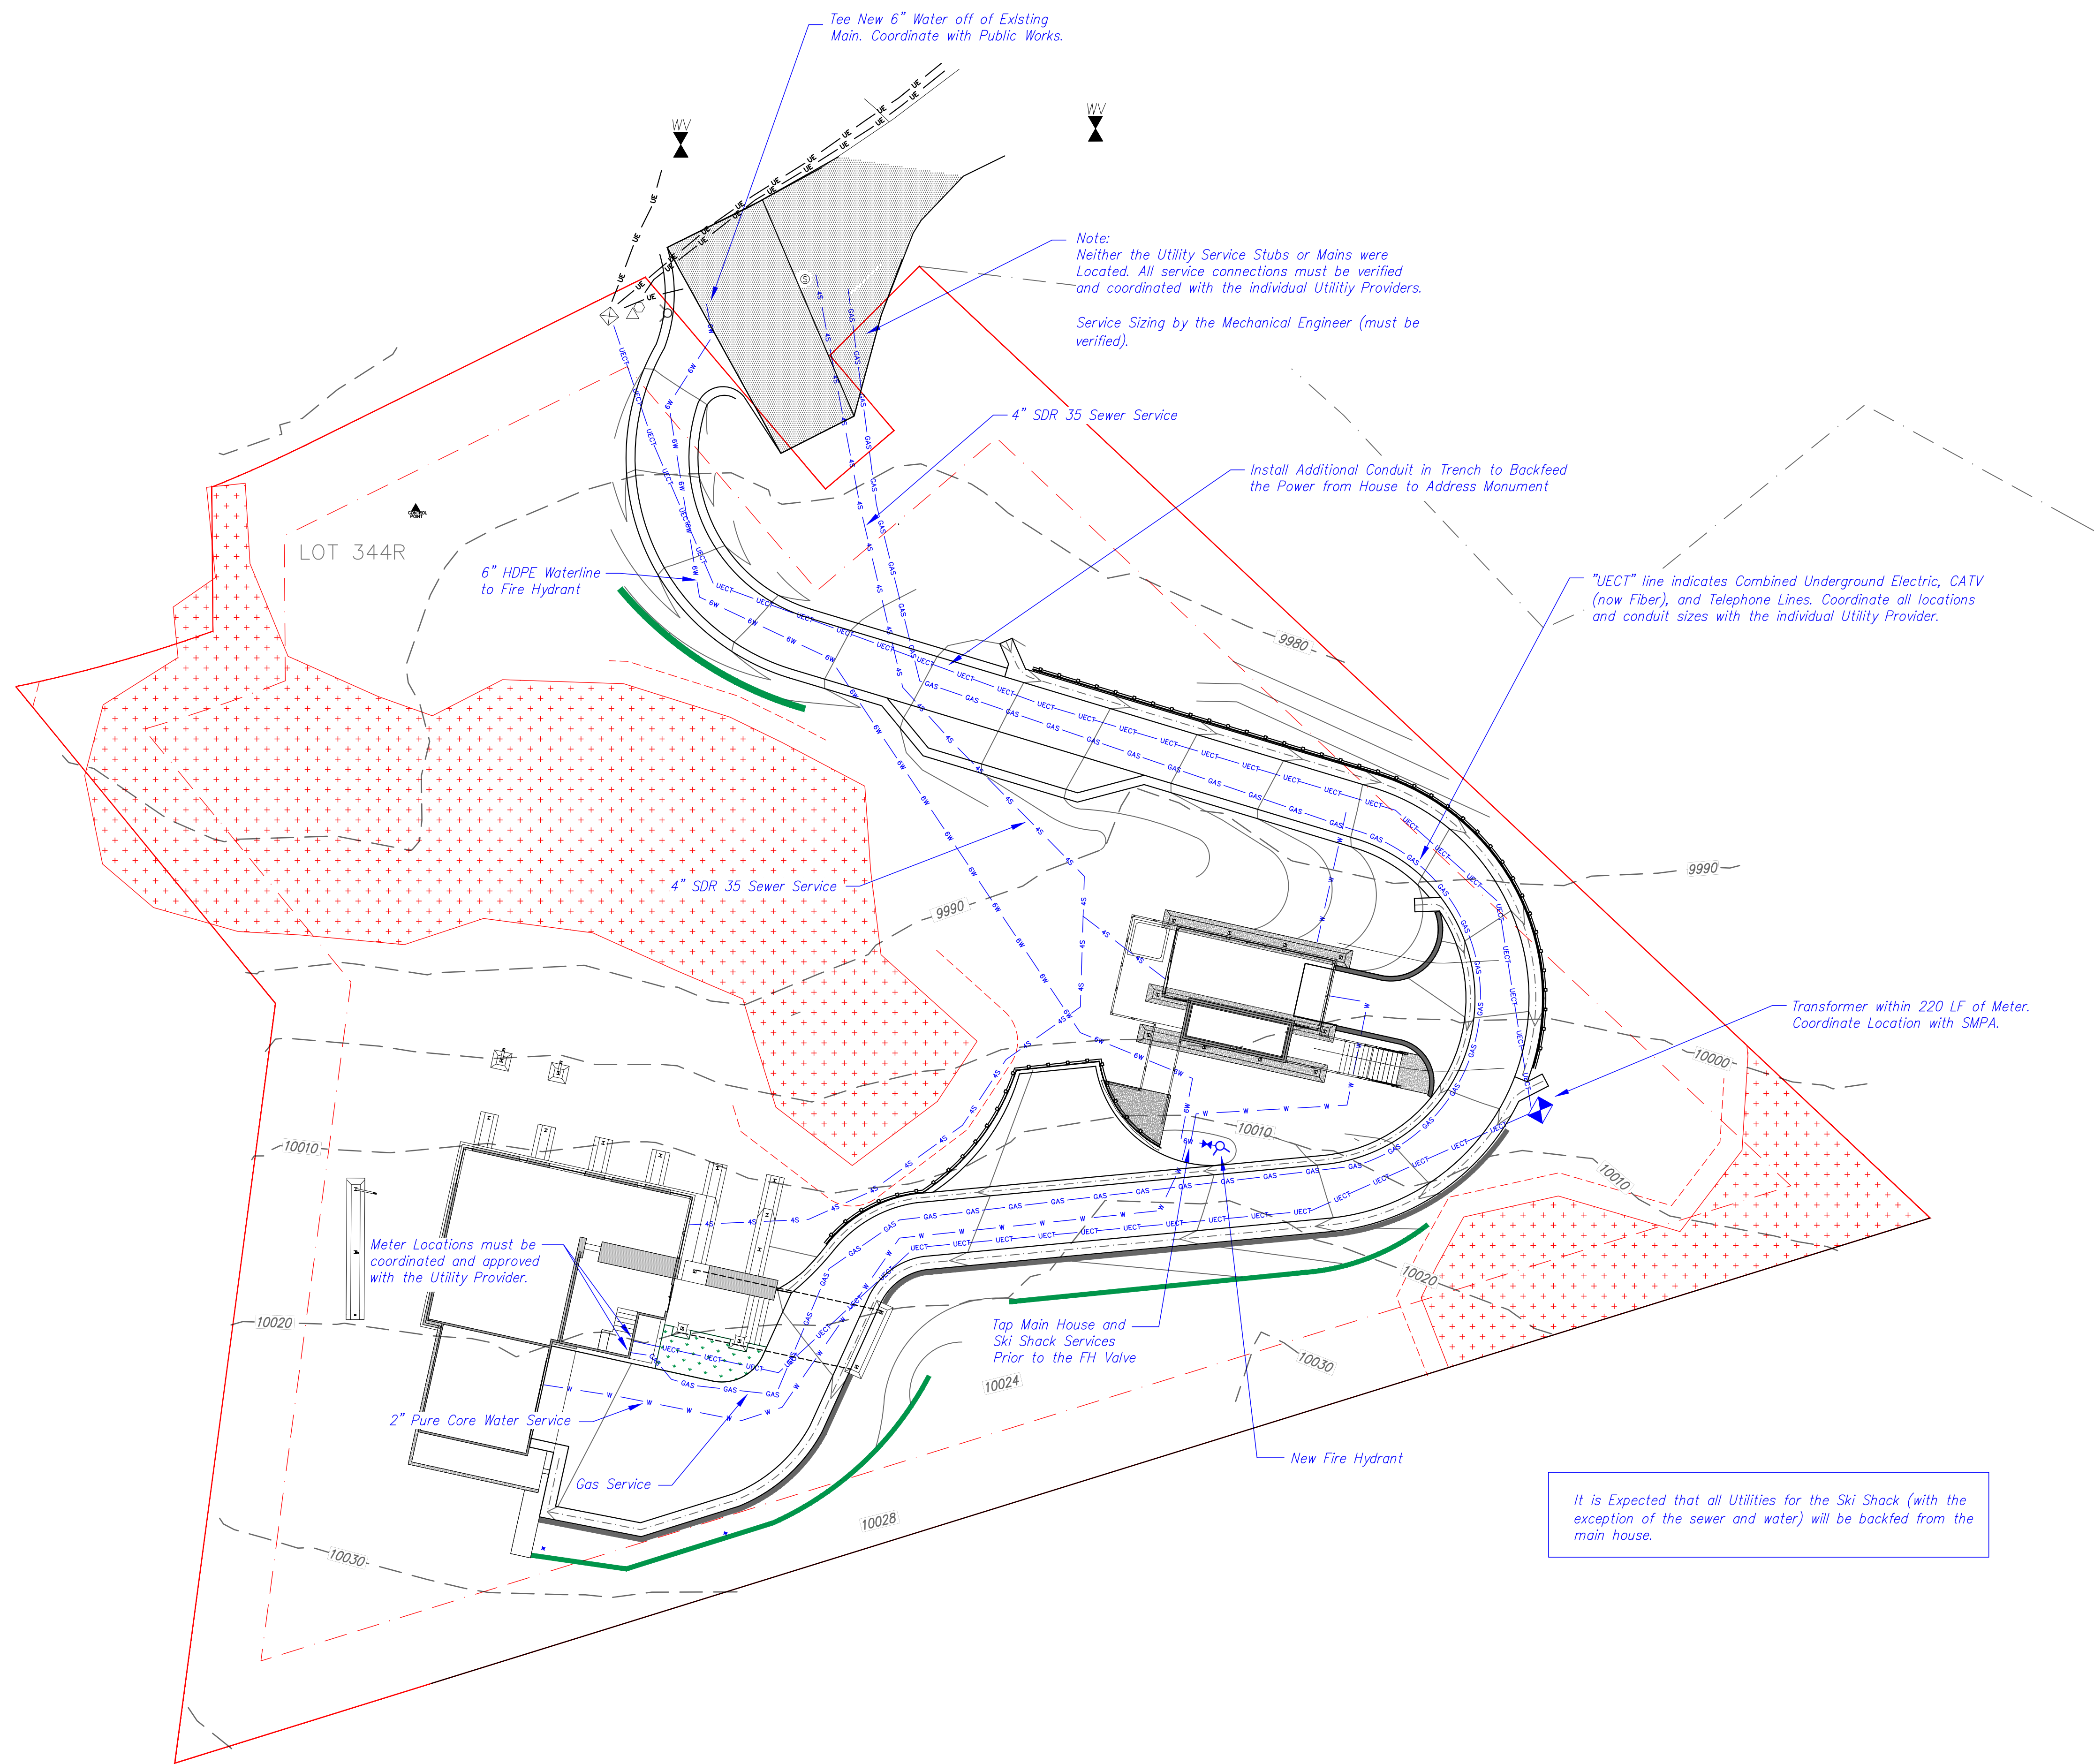 Tee New 6" Water off of ExIsting
Main. Coordinate with Public Works.
WV
WV
Note:
Neither the Utility Service Stubs or Mains were
Located. All service connections must be verified
and coordinated with the individual Utilitiy Providers.
Service Sizing by the Mechanical Engineer (must be
verified).
4" SDR 35 Sewer Service
Install Additional Conduit in Trench to Backfeed
the Power from House to Address Monument
CONTROL
POINT
LOT 344R
6" HDPE Waterline
to Fire Hydrant
"UECT" line indicates Combined Underground Electric, CATV
(now Fiber), and Telephone Lines. Coordinate all locations
and conduit sizes with the individual Utility Provider.
9980
9990
4" SDR 35 Sewer Service
9990
Transformer within 220 LF of Meter.
Coordinate Location with SMPA.
10000
10010
10010
10010
Meter Locations must be
coordinated and approved
with the Utility Provider.
10020
10020
Tap Main House and
Ski Shack Services
Prior to the FH Valve
10030
10024
2" Pure Core Water Service
New Fire Hydrant
Gas Service
10028
10030
It is Expected that all Utilities for the Ski Shack (with the
exception of the sewer and water) will be backfed from the
main house.
UE
UECT
6W
4S
GAS
W
S